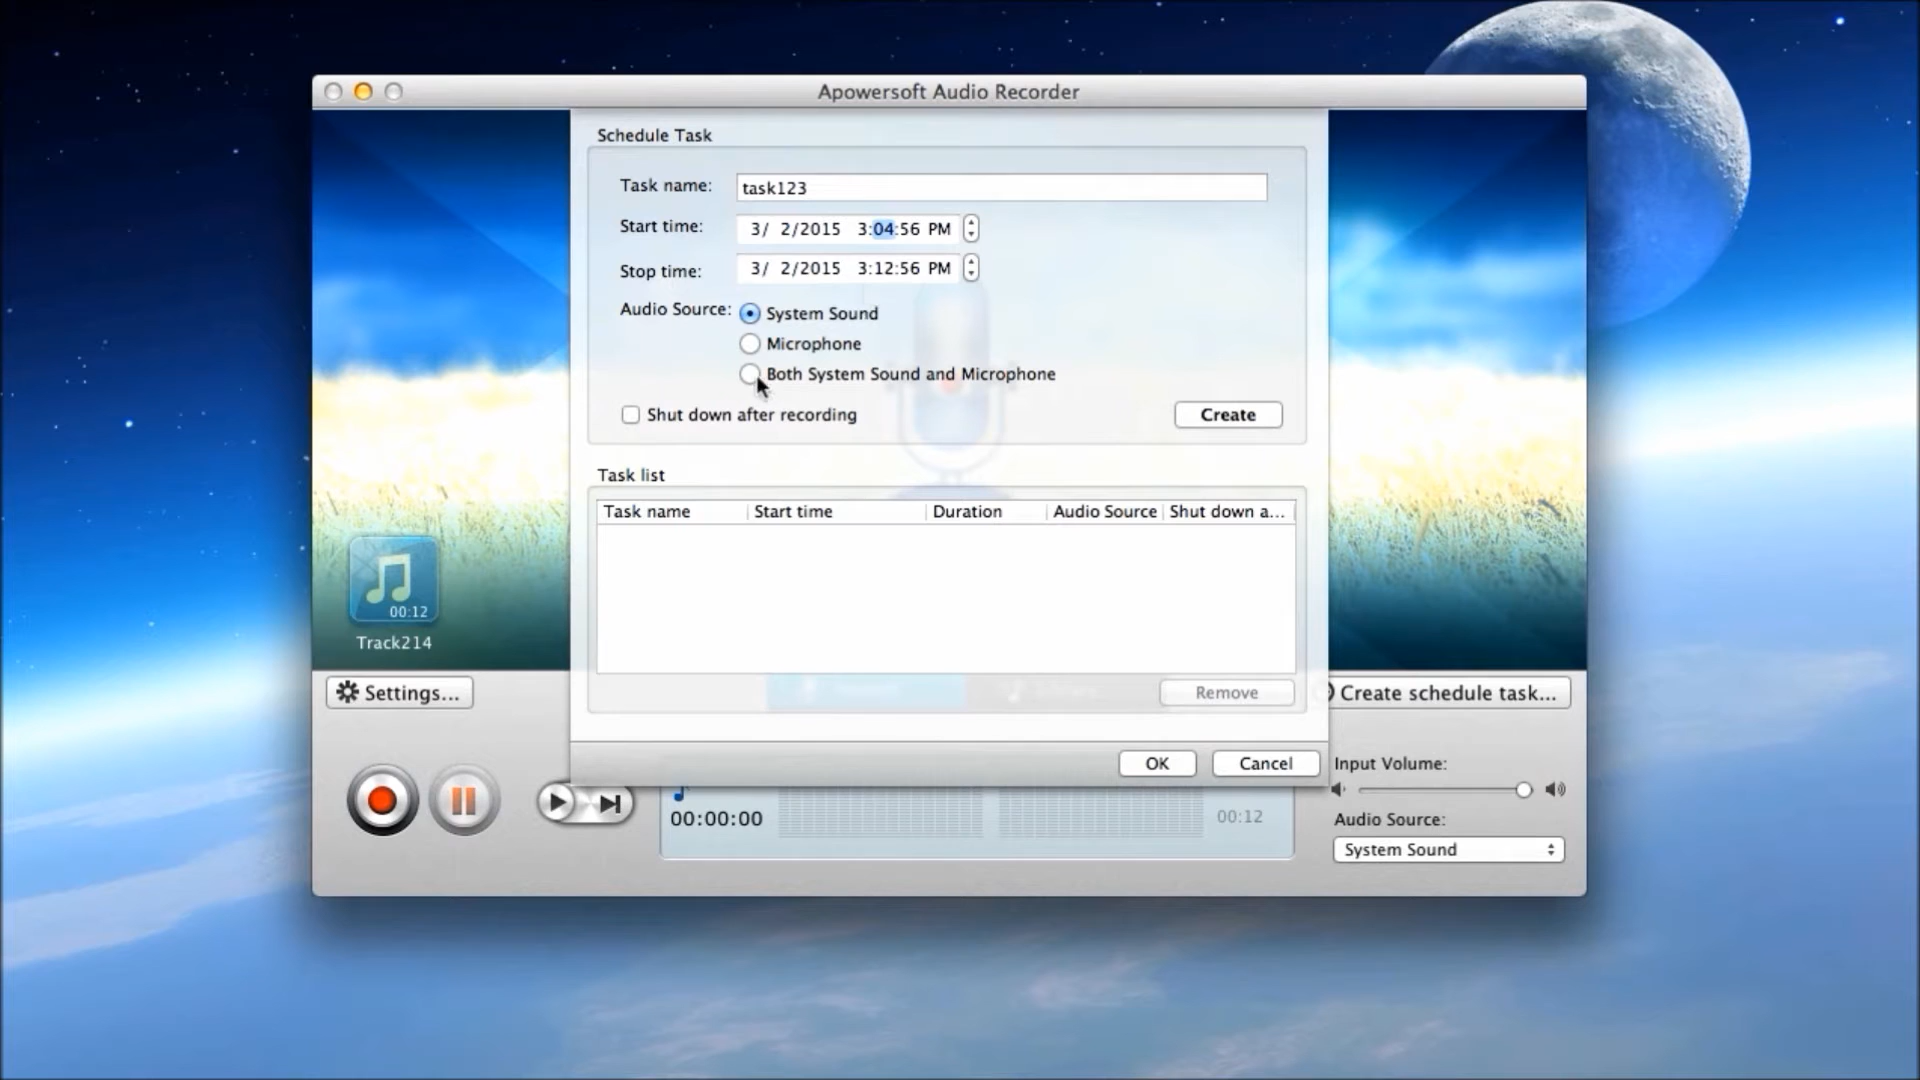 Apowersoft Audio Recorder
Schedule Task
Task name: task123
Start time: 3/ 2/2015 3:04:56 PM
Stop time: 3/ 2/2015 3:12:56 PM
Audio Source: System Sound
Microphone
Both System Sound and Microphone
Shut down after recording Create
Task list
Task name Start time Duration Audio Source Shut down a...
00:12
Track214
Settings... Remove Create schedule task...
OK Cancel Input Volume:
00:00:00 00:12 Audio Source:
System Sound